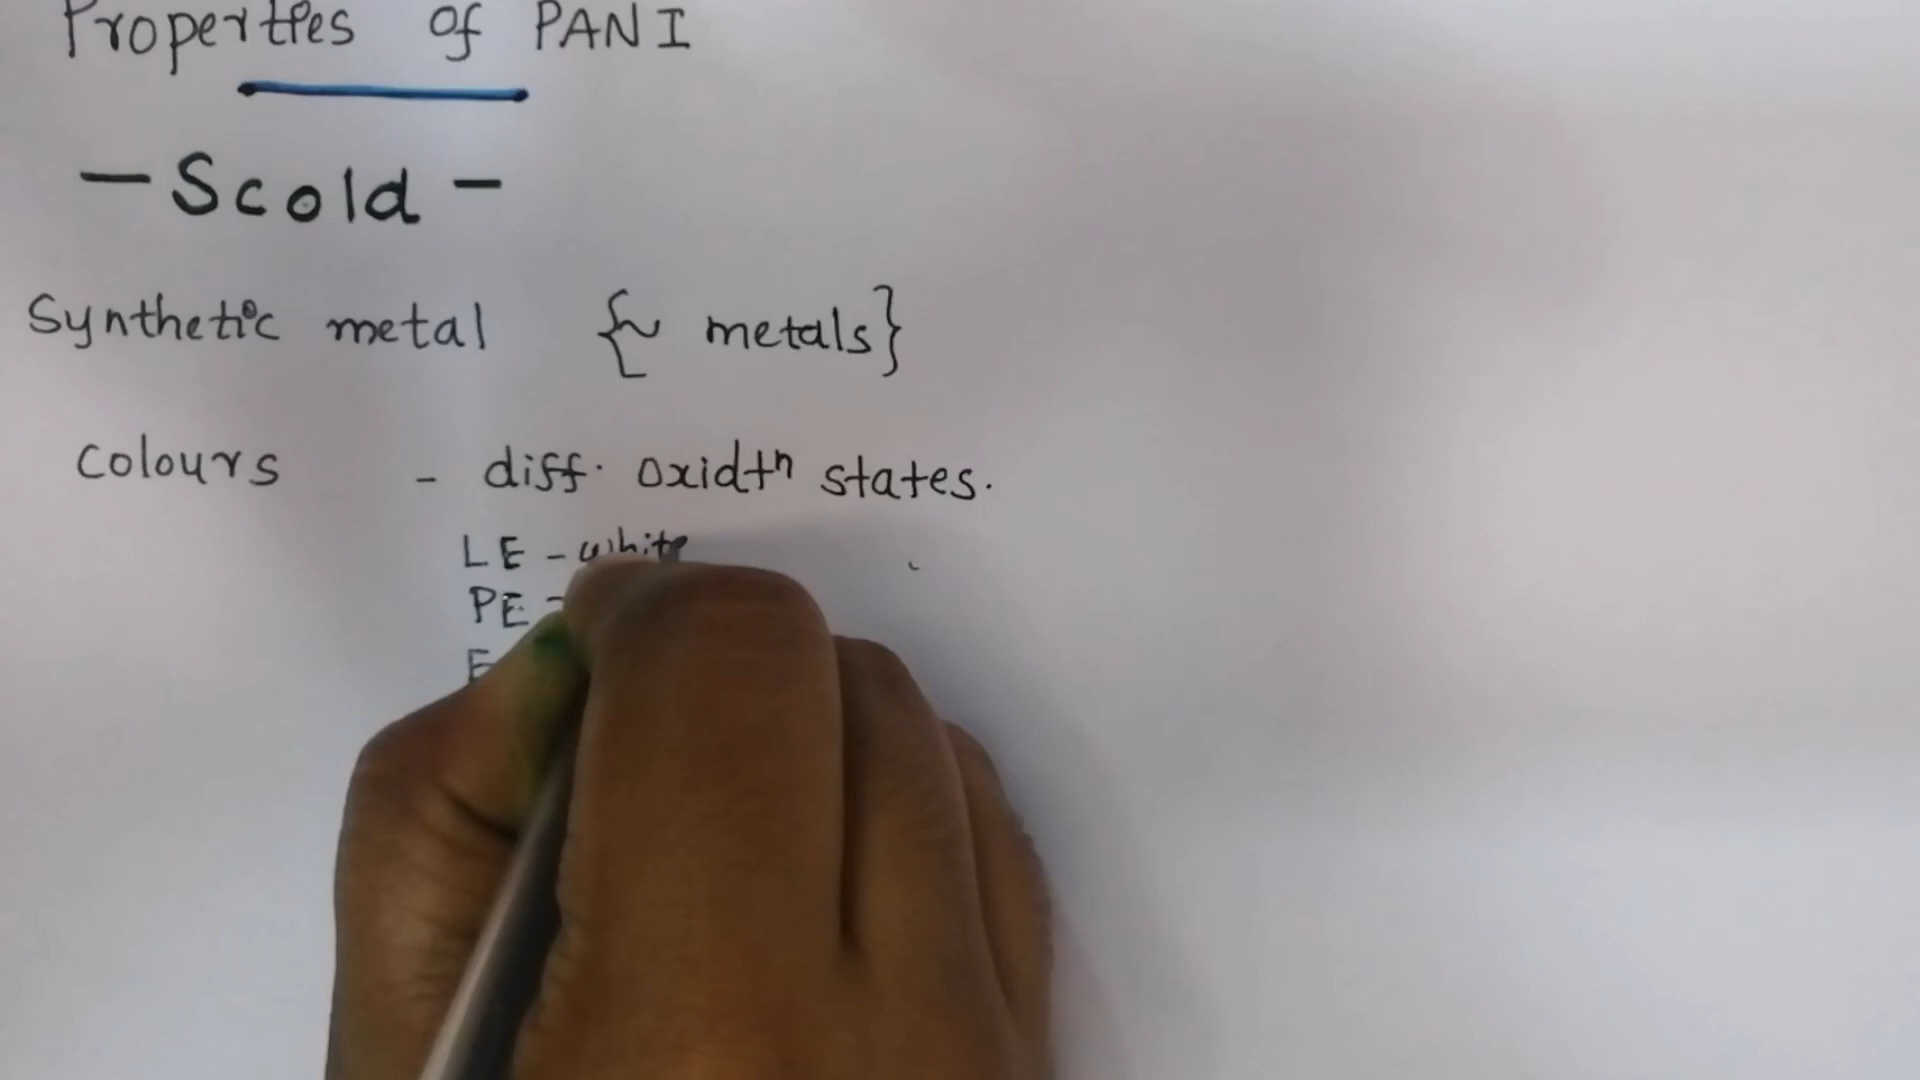 Properties of PANI
- Scold -
Synthetic metal {~ metals}
colours - diff. oxidtn states.
LE - white
PE -
E